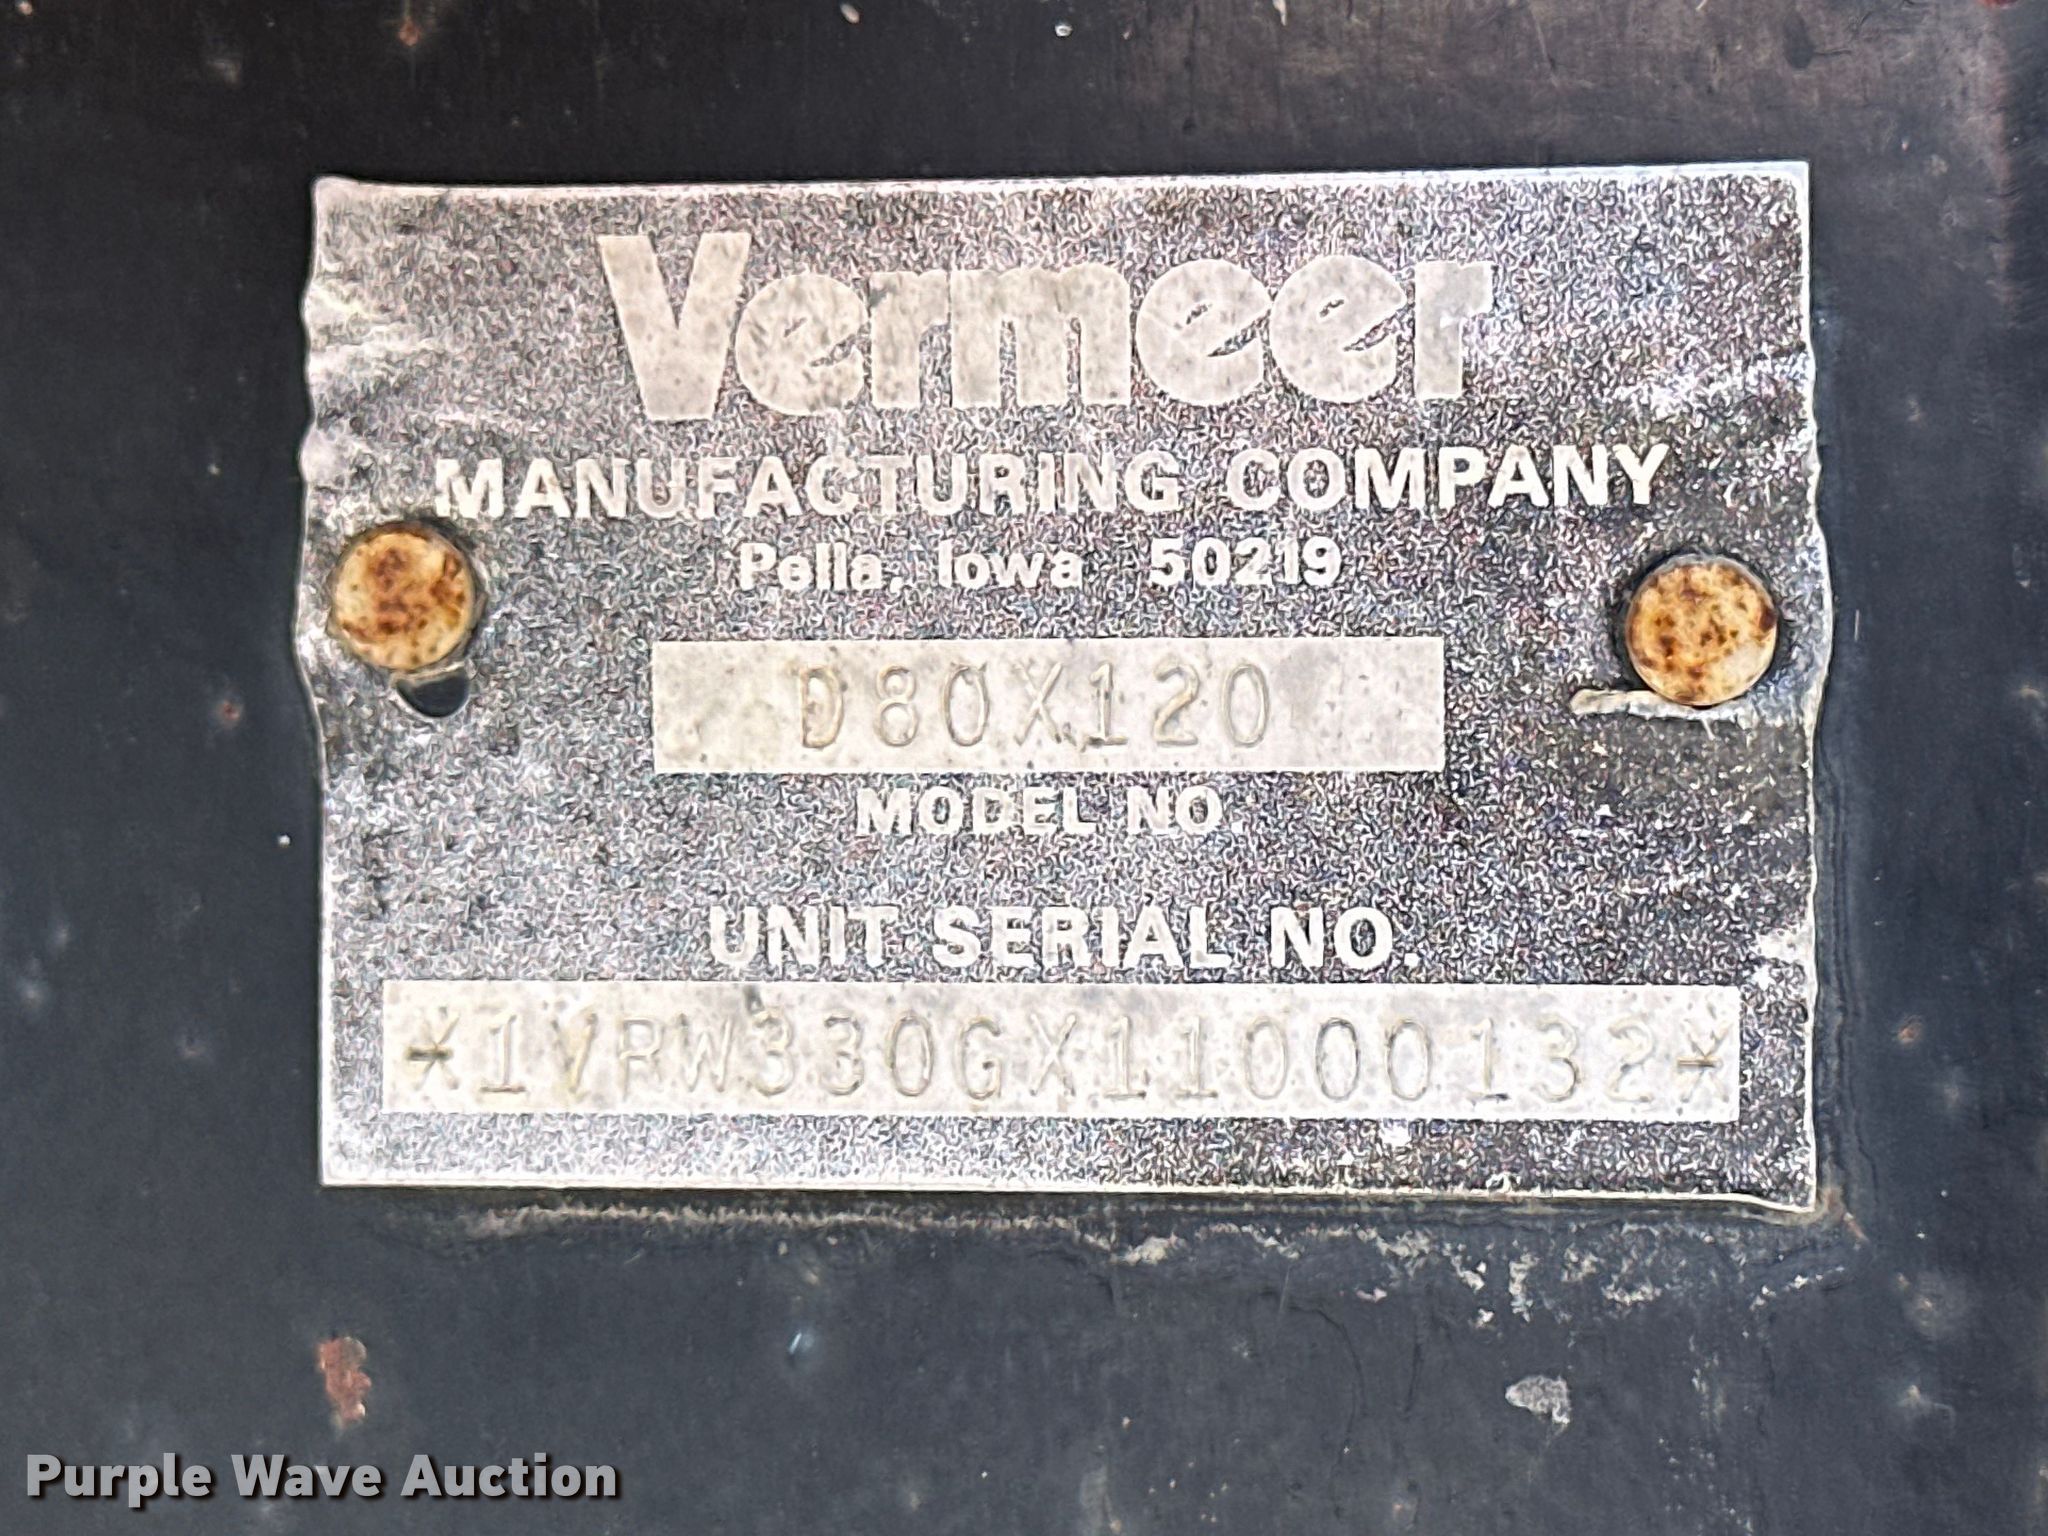 Vermeer
MANUFACTURING COMPANY
Pella, Iowa 50219
D80X120
MODEL NO.
UNIT SERIAL NO.
*1VRW330GX11000132*
Purple Wave Auction